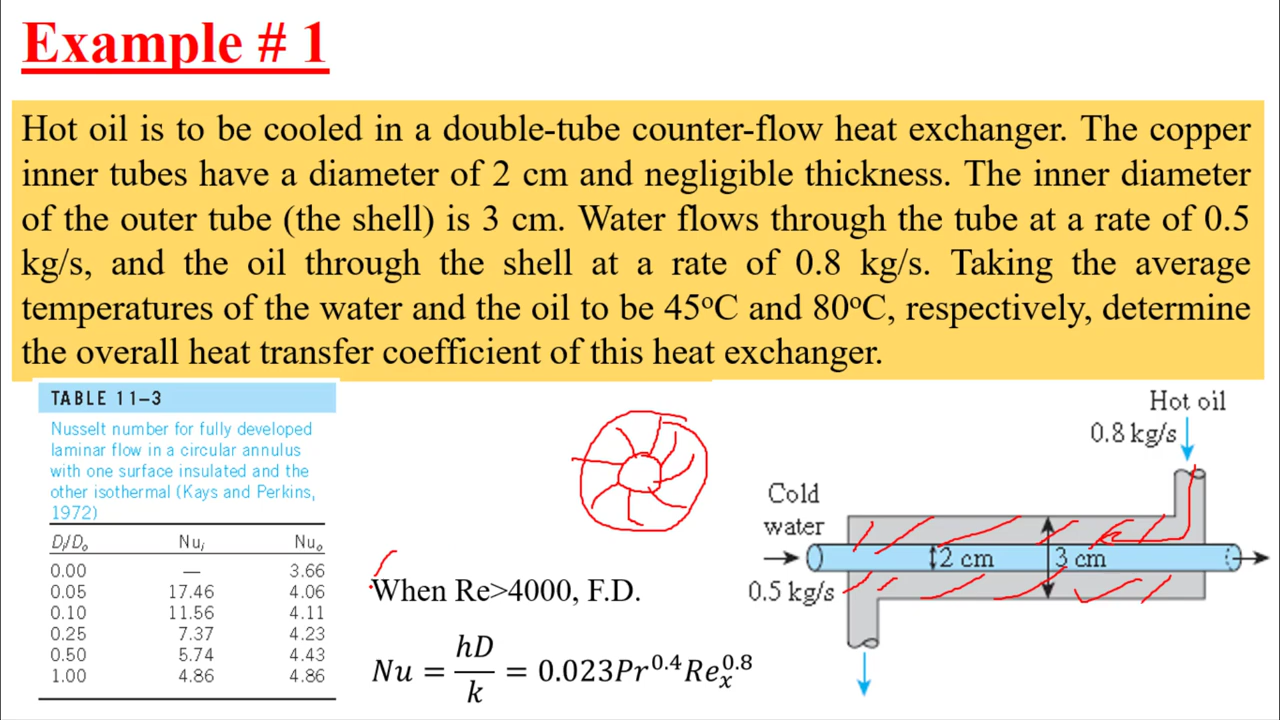 Example # 1
Hot oil is to be cooled in a double-tube counter-flow heat exchanger. The copper
inner tubes have a diameter of 2 cm and negligible thickness. The inner diameter
of the outer tube (the shell) is 3 cm. Water flows through the tube at a rate of 0.5
kg/s, and the oil through the shell at a rate of 0.8 kg/s. Taking the average
temperatures of the water and the oil to be 45°C and 80°C, respectively, determine
the overall heat transfer coefficient of this heat exchanger.
TABLE 11–3
Nusselt number for fully developed
laminar flow in a circular annulus
with one surface insulated and the
other isothermal (Kays and Perkins,
1972)
Di/Do Nui Nuo
0.00 — 3.66
0.05 17.46 4.06
0.10 11.56 4.11
0.25 7.37 4.23
0.50 5.74 4.43
1.00 4.86 4.86
When Re>4000, F.D.
Nu = hD/k = 0.023Pr^0.4 Re_x^0.8
Hot oil
0.8 kg/s
Cold
water
0.5 kg/s
2 cm
3 cm